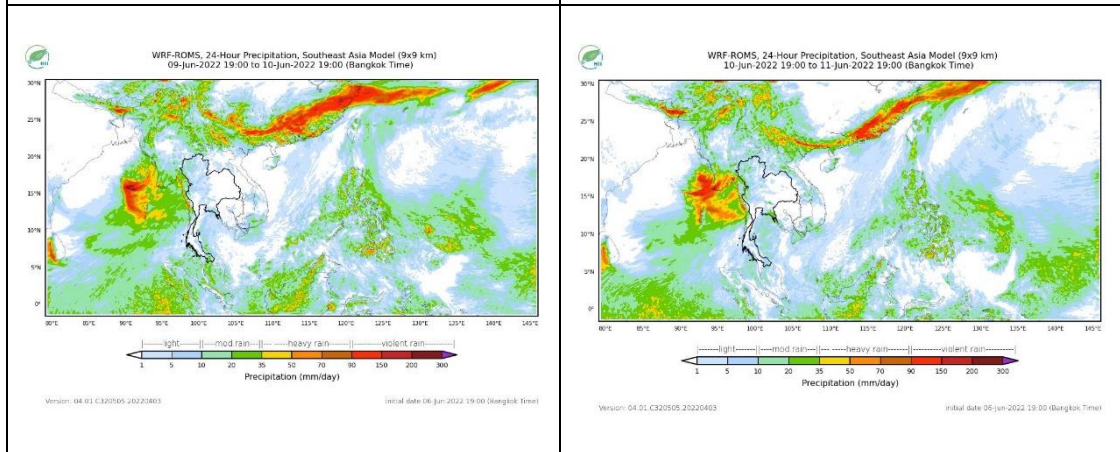 WRF-ROMS, 24-Hour Precipitation, Southeast Asia Model (9x9 km)
09-Jun-2022 19:00 to 10-Jun-2022 19:00 (Bangkok Time)
30°N
25°N
20°N
15°N
10°N
5°N
0°
80°E 85°E 90°E 95°E 100°E 105°E 110°E 115°E 120°E 125°E 130°E 135°E 140°E 145°E
|------light------||----mod rain---||--- ----heavy rain-------||----------violent rain----------|
1 5 10 20 35 50 70 90 150 200 300
Precipitation (mm/day)
Version: 04.01.C320505.20220403 initial date 06-Jun-2022 19:00 (Bangkok Time)
WRF-ROMS, 24-Hour Precipitation, Southeast Asia Model (9x9 km)
10-Jun-2022 19:00 to 11-Jun-2022 19:00 (Bangkok Time)
30°N
25°N
20°N
15°N
10°N
5°N
0°
80°E 85°E 90°E 95°E 100°E 105°E 110°E 115°E 120°E 125°E 130°E 135°E 140°E 145°E
|-------light-------||----mod rain---||--- ----heavy rain-------||----------violent rain----------|
1 5 10 20 35 50 70 90 150 200 300
Precipitation (mm/day)
Version: 04.01.C320505.20220403 initial date 06-Jun-2022 19:00 (Bangkok Time)